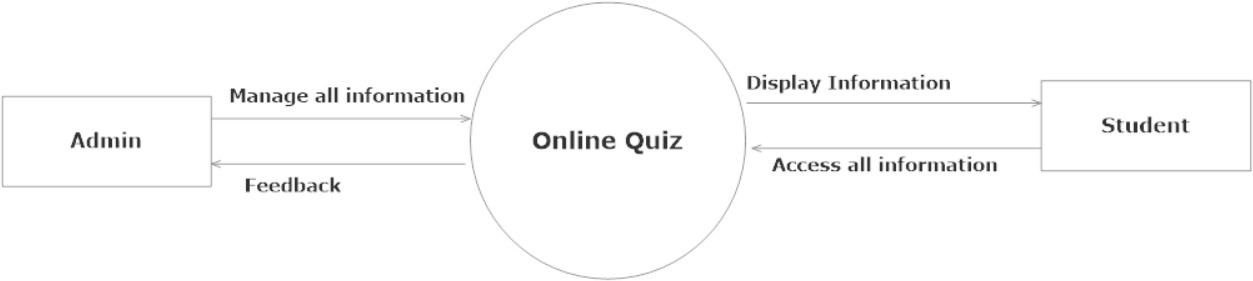 Manage all information
Admin
Feedback
Online Quiz
Display Information
Student
Access all information